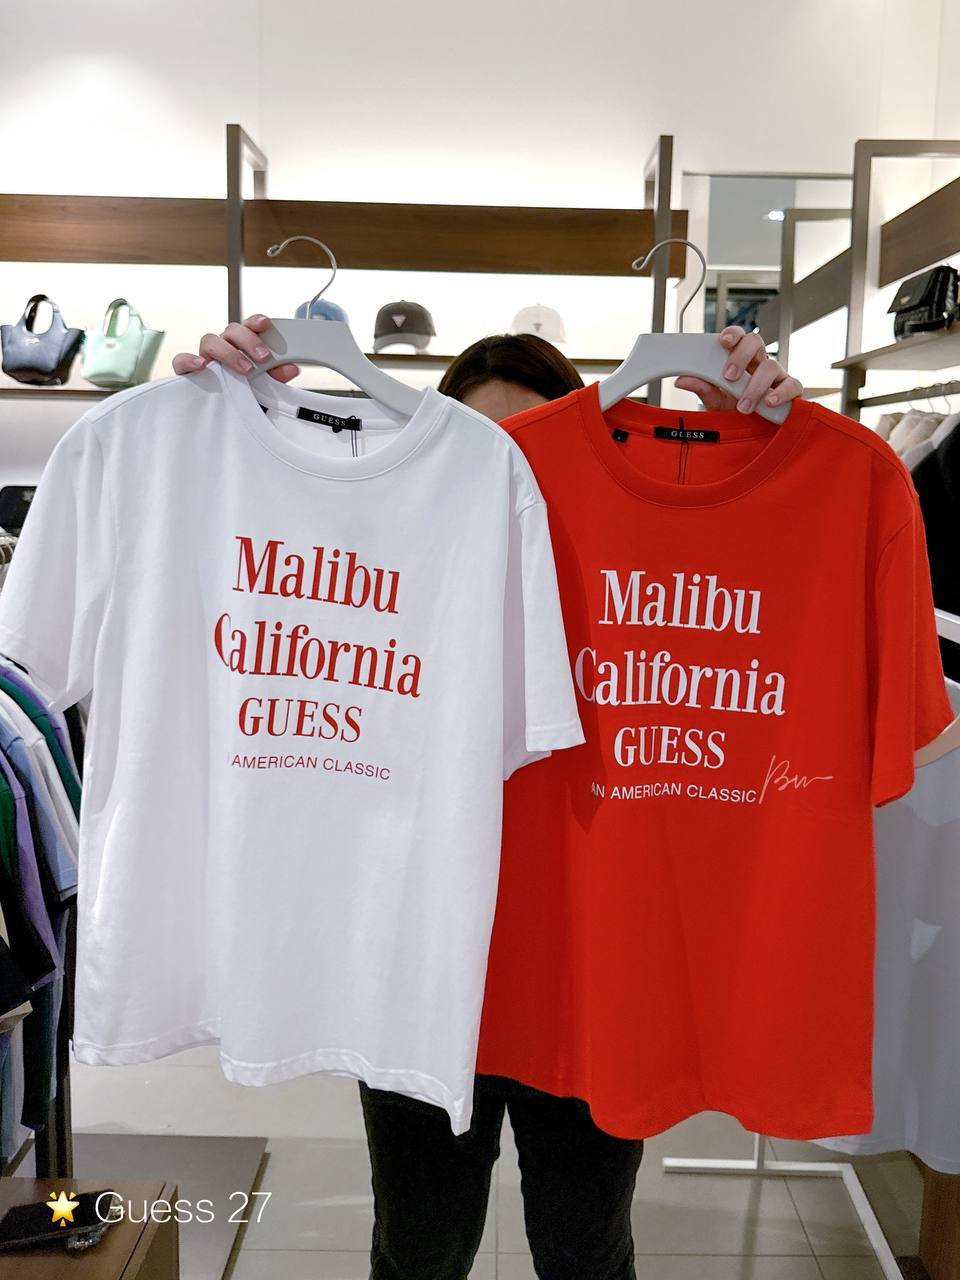 GUESS
Malibu
California
GUESS
AMERICAN CLASSIC
GUESS
Malibu
California
GUESS
AN AMERICAN CLASSIC
🌟 Guess 27